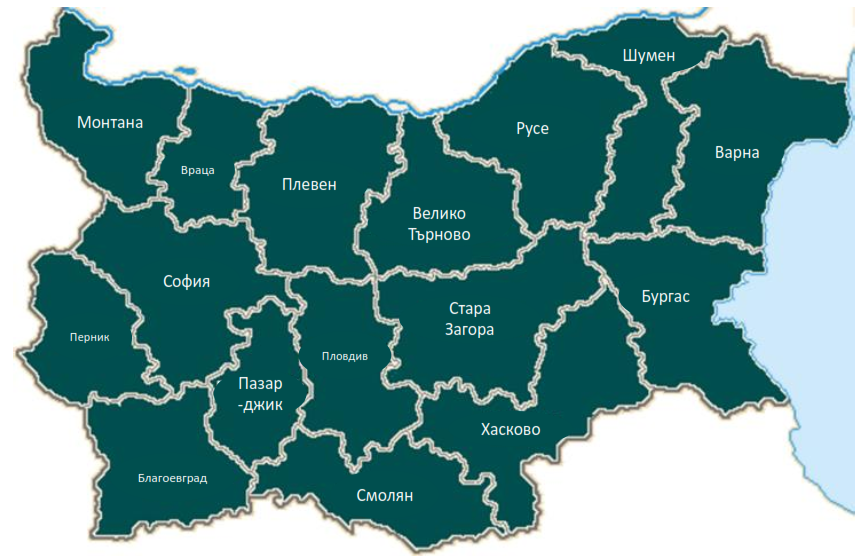 Шумен
Монтана
Русе
Варна
Враца
Плевен
Велико
Търново
София
Бургас
Стара
Загора
Перник
Пловдив
Пазар
-джик
Хасково
Благоевград
Смолян